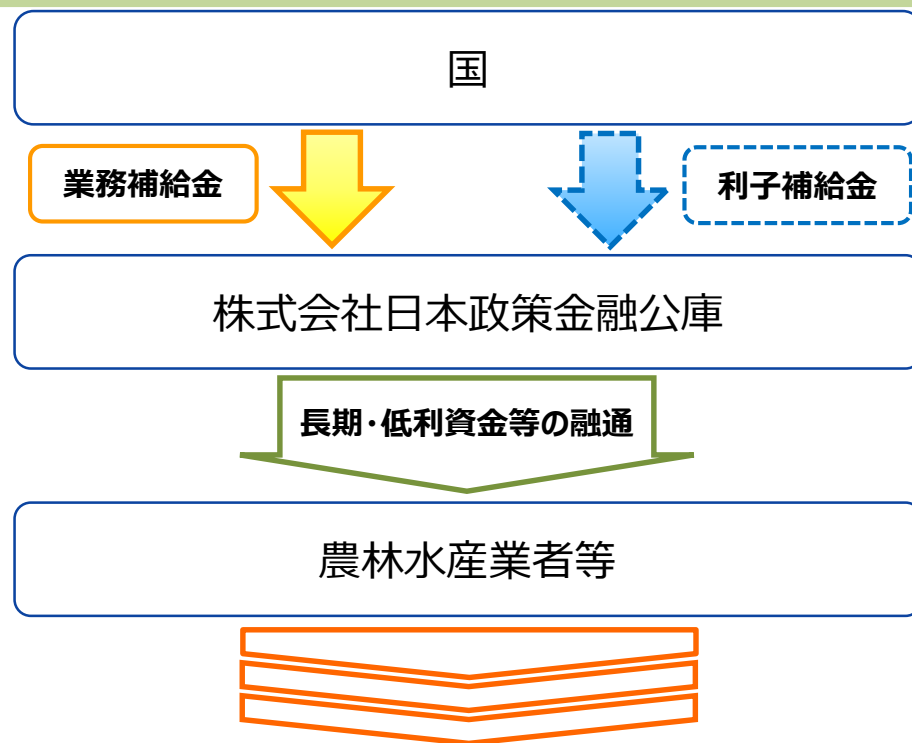 国
業務補給金
利子補給金
株式会社日本政策金融公庫
長期・低利資金等の融通
農林水産業者等